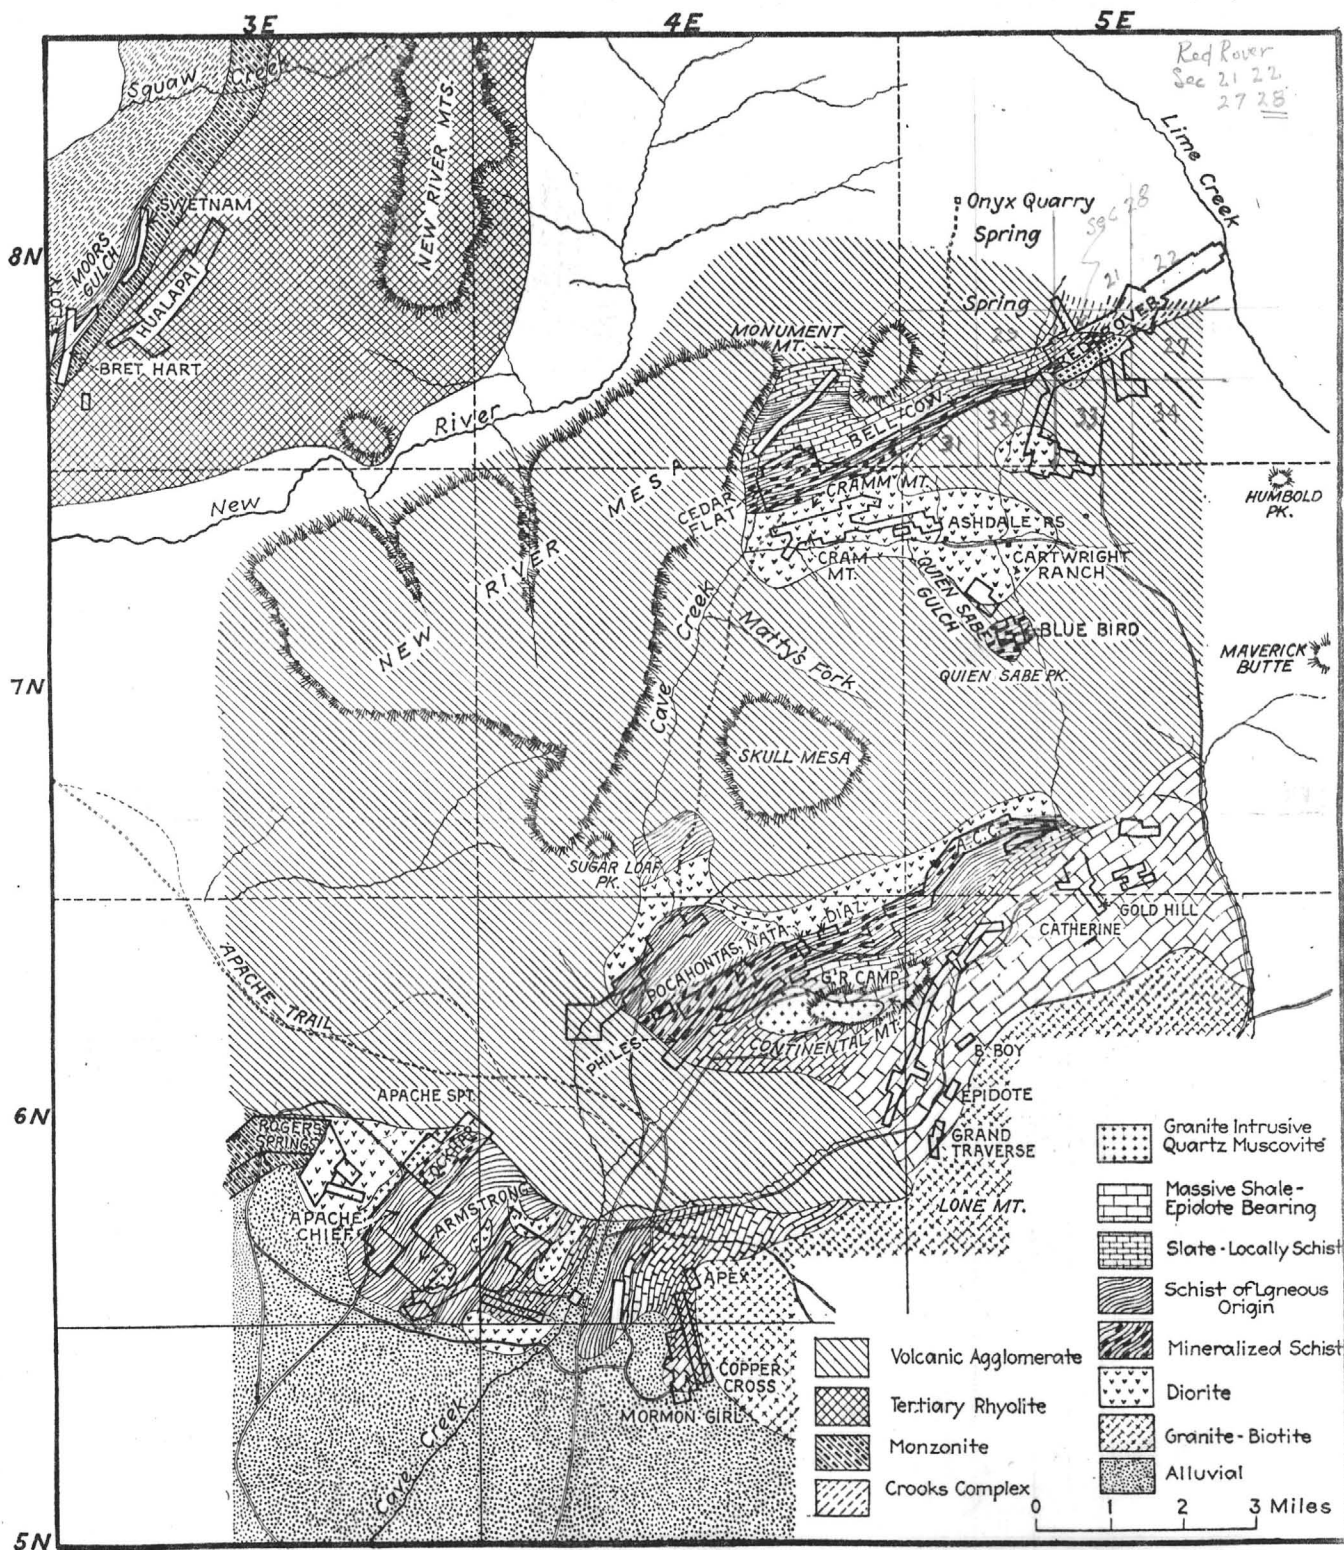 3E
4E
5E
Red Rover
Sec 21 22
27 28
Squaw Creek
NEW RIVER MTS.
Lime Creek
SWETNAM
Onyx Quarry
Spring
Sec 28
8N
MOORS
GULCH
HUALAPAI
21
22
Spring
RED ROVER
MONUMENT
MT.
29
27
BRET HART
River
BELL COW
32
33
34
31
New
MESA
CEDAR
FLAT
CRAMM MT.
HUMBOLD
PK.
ASHDALE RS
RIVER
CRAM
MT.
CARTWRIGHT
RANCH
QUIEN SABE
GULCH
NEW
Cave Creek
Matty's Fork
BLUE BIRD
MAVERICK
BUTTE
7N
QUIEN SABE PK.
SKULL MESA
A.C.C.
SUGAR LOAF
PK.
DIAZ
GOLD HILL
CATHERINE
APACHE TRAIL
POCAHONTAS, NATA
G'R CAMP
CONTINENTAL MT.
PHILES
B. BOY
APACHE SPT.
EPIDOTE
6N
ROGERS
SPRINGS
GRAND
TRAVERSE
Granite Intrusive
Quartz Muscovite
ARMSTRONG
LONE MT.
Massive Shale-
Epidote Bearing
APACHE
CHIEF
Slate-Locally Schist
APEX
Schist of Igneous
Origin
Volcanic Agglomerate
Mineralized Schist
COPPER
CROSS
Tertiary Rhyolite
Diorite
MORMON GIRL
Monzonite
Granite-Biotite
Cave Creek
Crooks Complex
Alluvial
0 1 2 3 Miles
5N